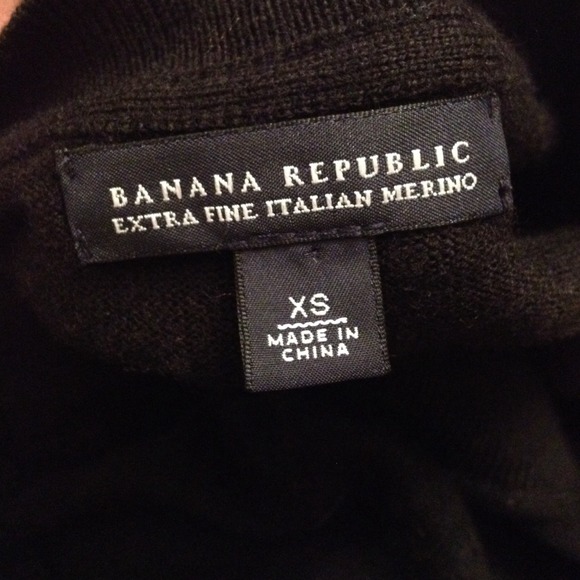 BANANA REPUBLIC
EXTRA FINE ITALIAN MERINO
XS
MADE IN
CHINA